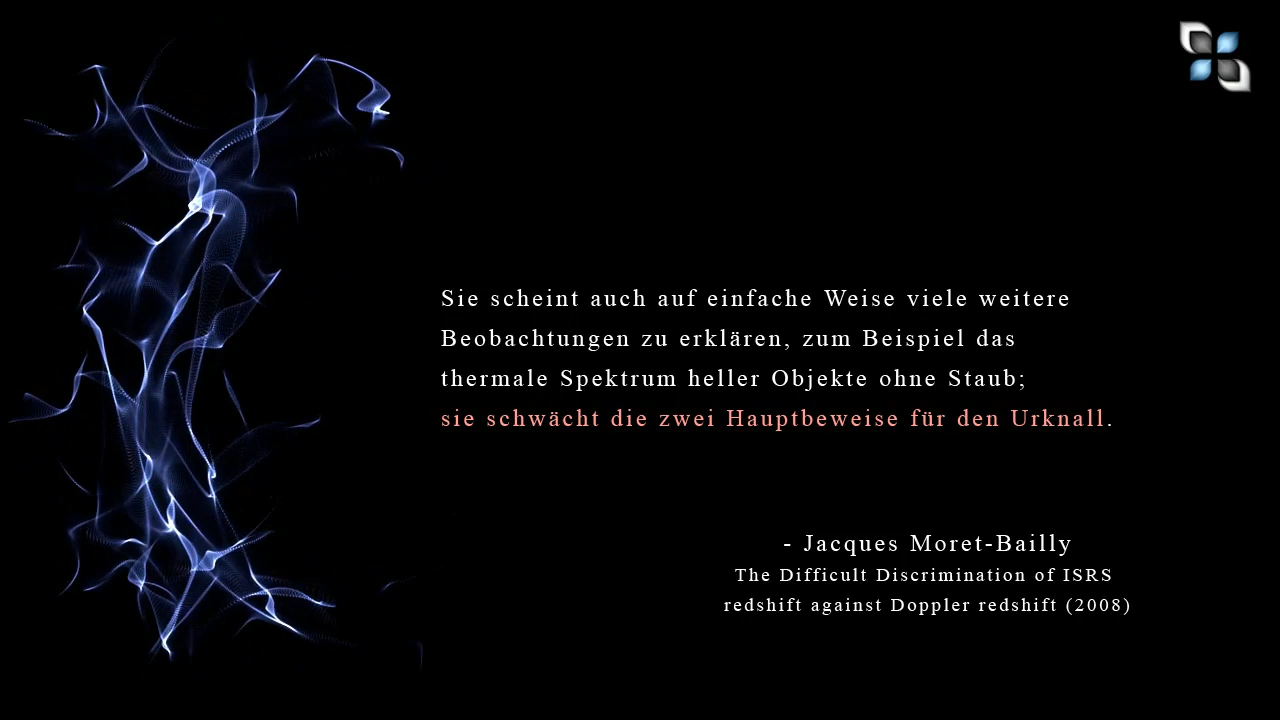 Sie scheint auch auf einfache Weise viele weitere
Beobachtungen zu erklären, zum Beispiel das
thermale Spektrum heller Objekte ohne Staub;
sie schwächt die zwei Hauptbeweise für den Urknall.
- Jacques Moret-Bailly
The Difficult Discrimination of ISRS
redshift against Doppler redshift (2008)